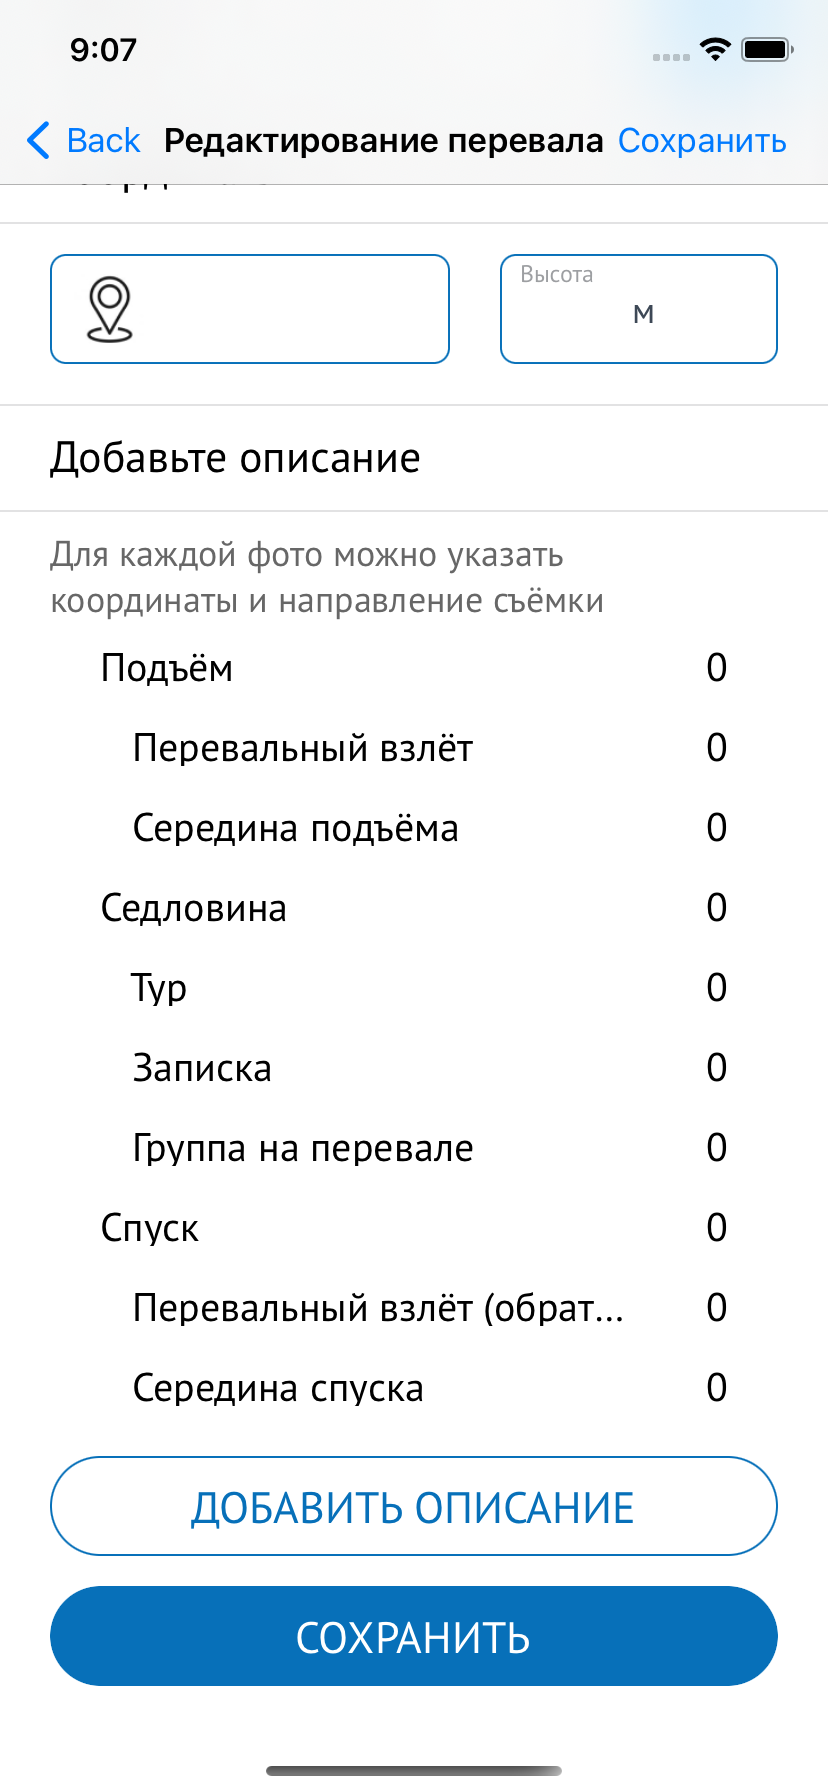 9:07
Back Редактирование перевала Сохранить
Высота
м
Добавьте описание
Для каждой фото можно указать
координаты и направление съёмки
Подъём 0
Перевальный взлёт 0
Середина подъёма 0
Седловина 0
Тур 0
Записка 0
Группа на перевале 0
Спуск 0
Перевальный взлёт (обрат... 0
Середина спуска 0
ДОБАВИТЬ ОПИСАНИЕ
СОХРАНИТЬ